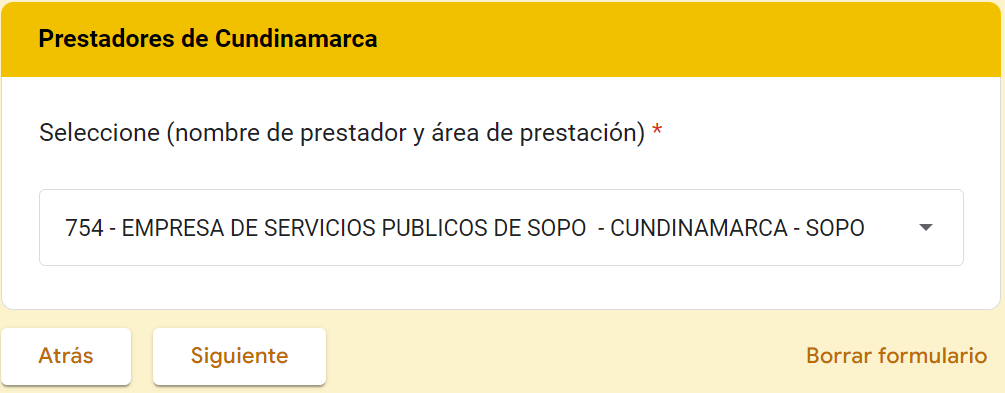 Prestadores de Cundinamarca
Seleccione (nombre de prestador y área de prestación) *
754 - EMPRESA DE SERVICIOS PUBLICOS DE SOPO  - CUNDINAMARCA - SOPO
Atrás
Siguiente
Borrar formulario